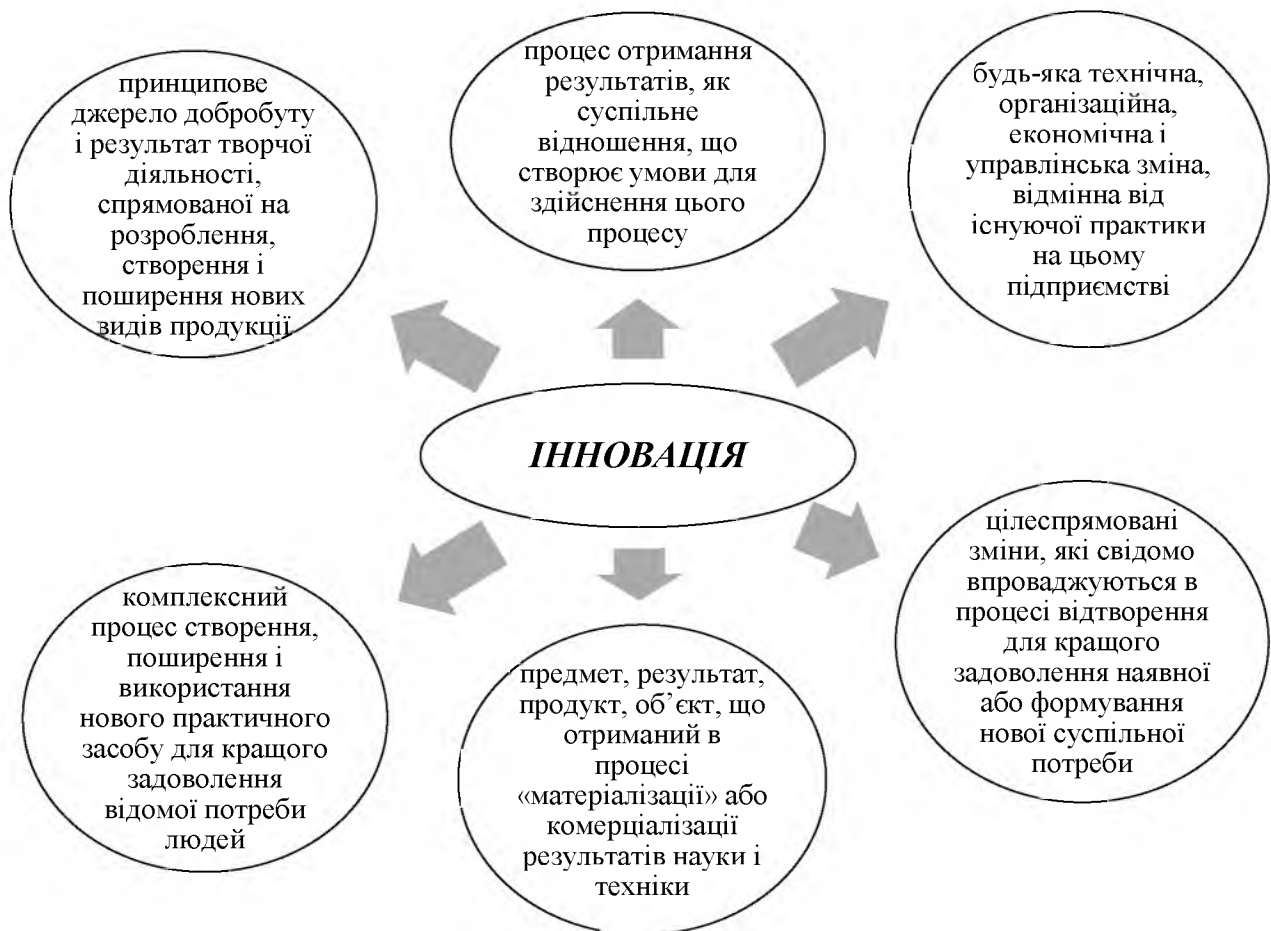 принципове
джерело добробуту
і результат творчої
діяльності,
спрямованої на
розроблення,
створення і
поширення нових
видів продукції
процес отримання
результатів, як
суспільне
відношення, що
створює умови для
здійснення цього
процесу
будь-яка технічна,
організаційна,
економічна і
управлінська зміна,
відмінна від
існуючої практики
на цьому
підприємстві
ІННОВАЦІЯ
комплексний
процес створення,
поширення і
використання
нового практичного
засобу для кращого
задоволення
відомої потреби
людей
предмет, результат,
продукт, об’єкт, що
отриманий в
процесі
«матеріалізації» або
комерціалізації
результатів науки і
техніки
цілеспрямовані
зміни, які свідомо
впроваджуються в
процесі відтворення
для кращого
задоволення наявної
або формування
нової суспільної
потреби